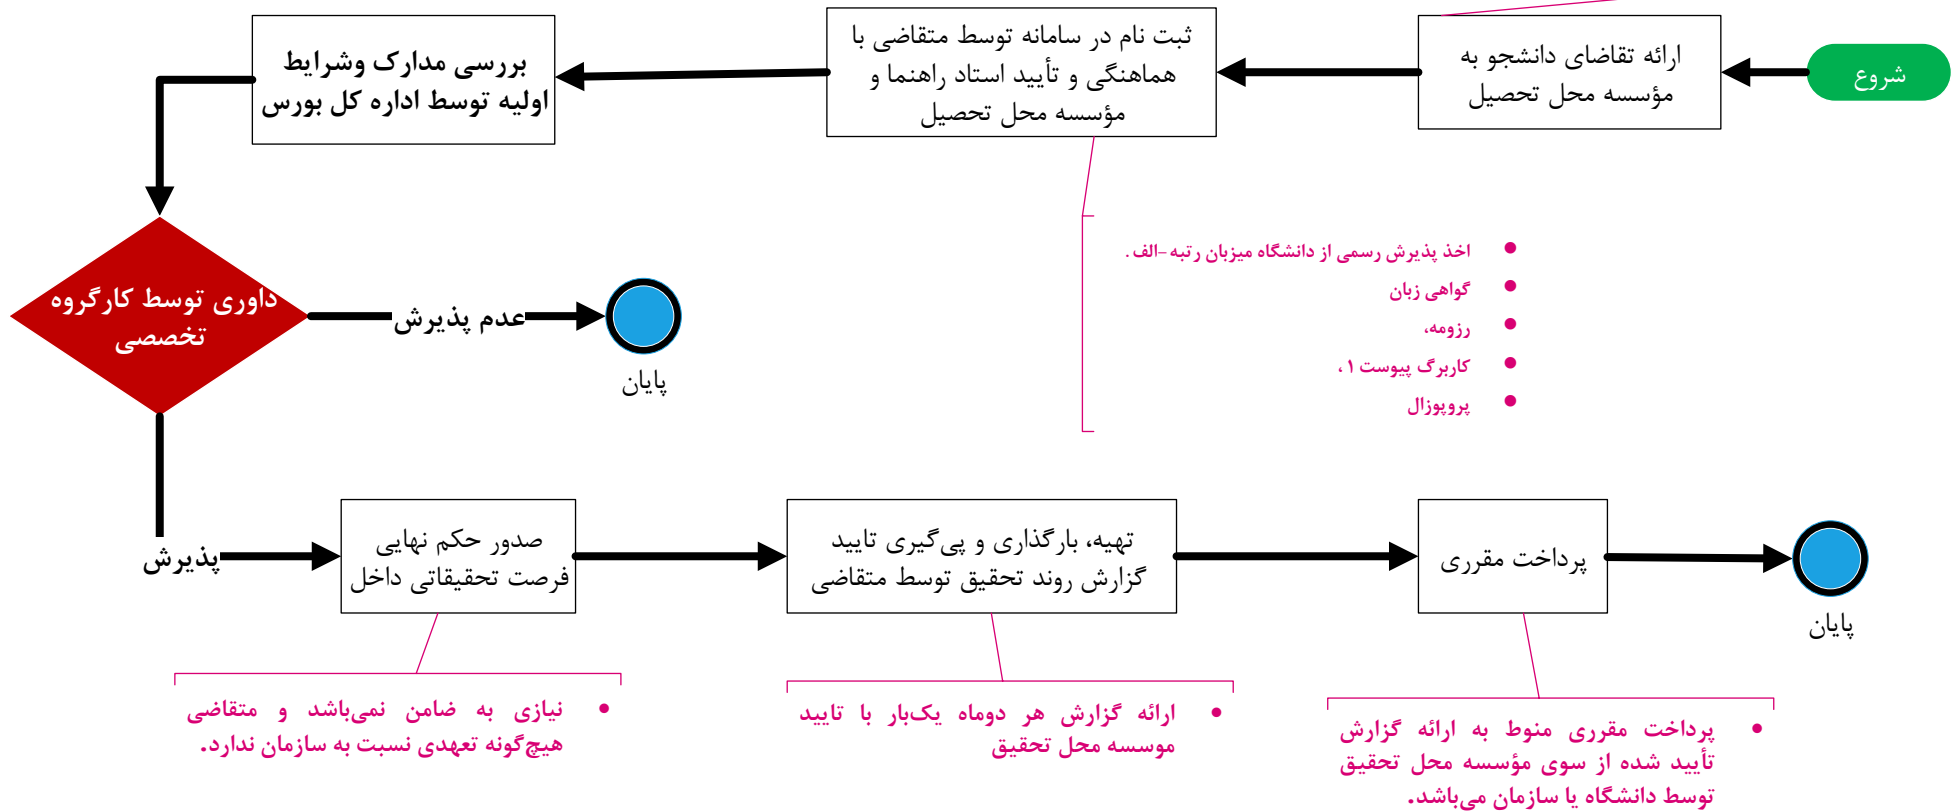 شروع
ارائه تقاضای دانشجو به
مؤسسه محل تحصیل
ثبت نام در سامانه توسط متقاضی با
هماهنگی و تأیید استاد راهنما و
مؤسسه محل تحصیل
بررسی مدارک وشرایط
اولیه توسط اداره کل بورس
• اخذ پذیرش رسمی از دانشگاه میزبان رتبه -الف.
• گواهی زبان
• رزومه،
• کاربرگ پیوست ۱،
• پروپوزال
داوری توسط کارگروه
تخصصی
عدم پذیرش
پایان
پذیرش
صدور حکم نهایی
فرصت تحقیقاتی داخل
تهیه، بارگذاری و پی‌گیری تایید
گزارش روند تحقیق توسط متقاضی
پرداخت مقرری
پایان
• نیازی به ضامن نمی‌باشد و متقاضی
هیچ‌گونه تعهدی نسبت به سازمان ندارد.
• ارائه گزارش هر دوماه یک‌بار با تایید
موسسه محل تحقیق
• پرداخت مقرری منوط به ارائه گزارش
تأیید شده از سوی مؤسسه محل تحقیق
توسط دانشگاه یا سازمان می‌باشد.